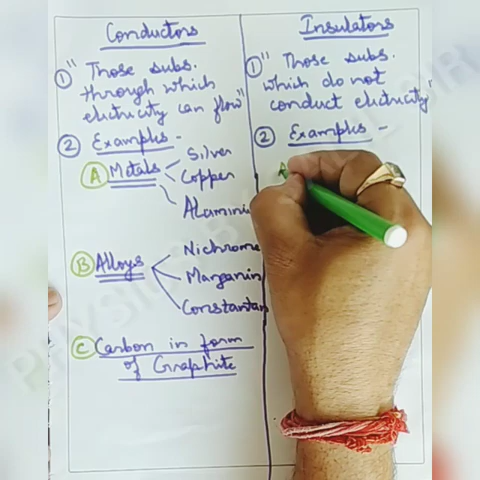 Conductors
① "Those subs.
through which
electricity can flow"
② Examples -
Ⓐ Metals
Silver
Copper
Ⓑ Alloys
Nichrome
Manganin
Constantan
Ⓒ Carbon in form
of Graphite
Insulators
① "Those subs.
which do not
conduct electricity"
② Examples -